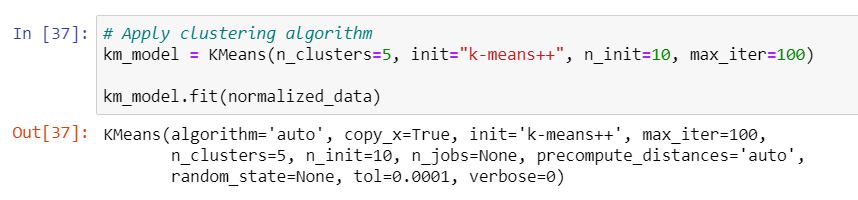 In [37]: # Apply clustering algorithm
km_model = KMeans(n_clusters=5, init="k-means++", n_init=10, max_iter=100)
km_model.fit(normalized_data)
Out[37]: KMeans(algorithm='auto', copy_x=True, init='k-means++', max_iter=100,
n_clusters=5, n_init=10, n_jobs=None, precompute_distances='auto',
random_state=None, tol=0.0001, verbose=0)